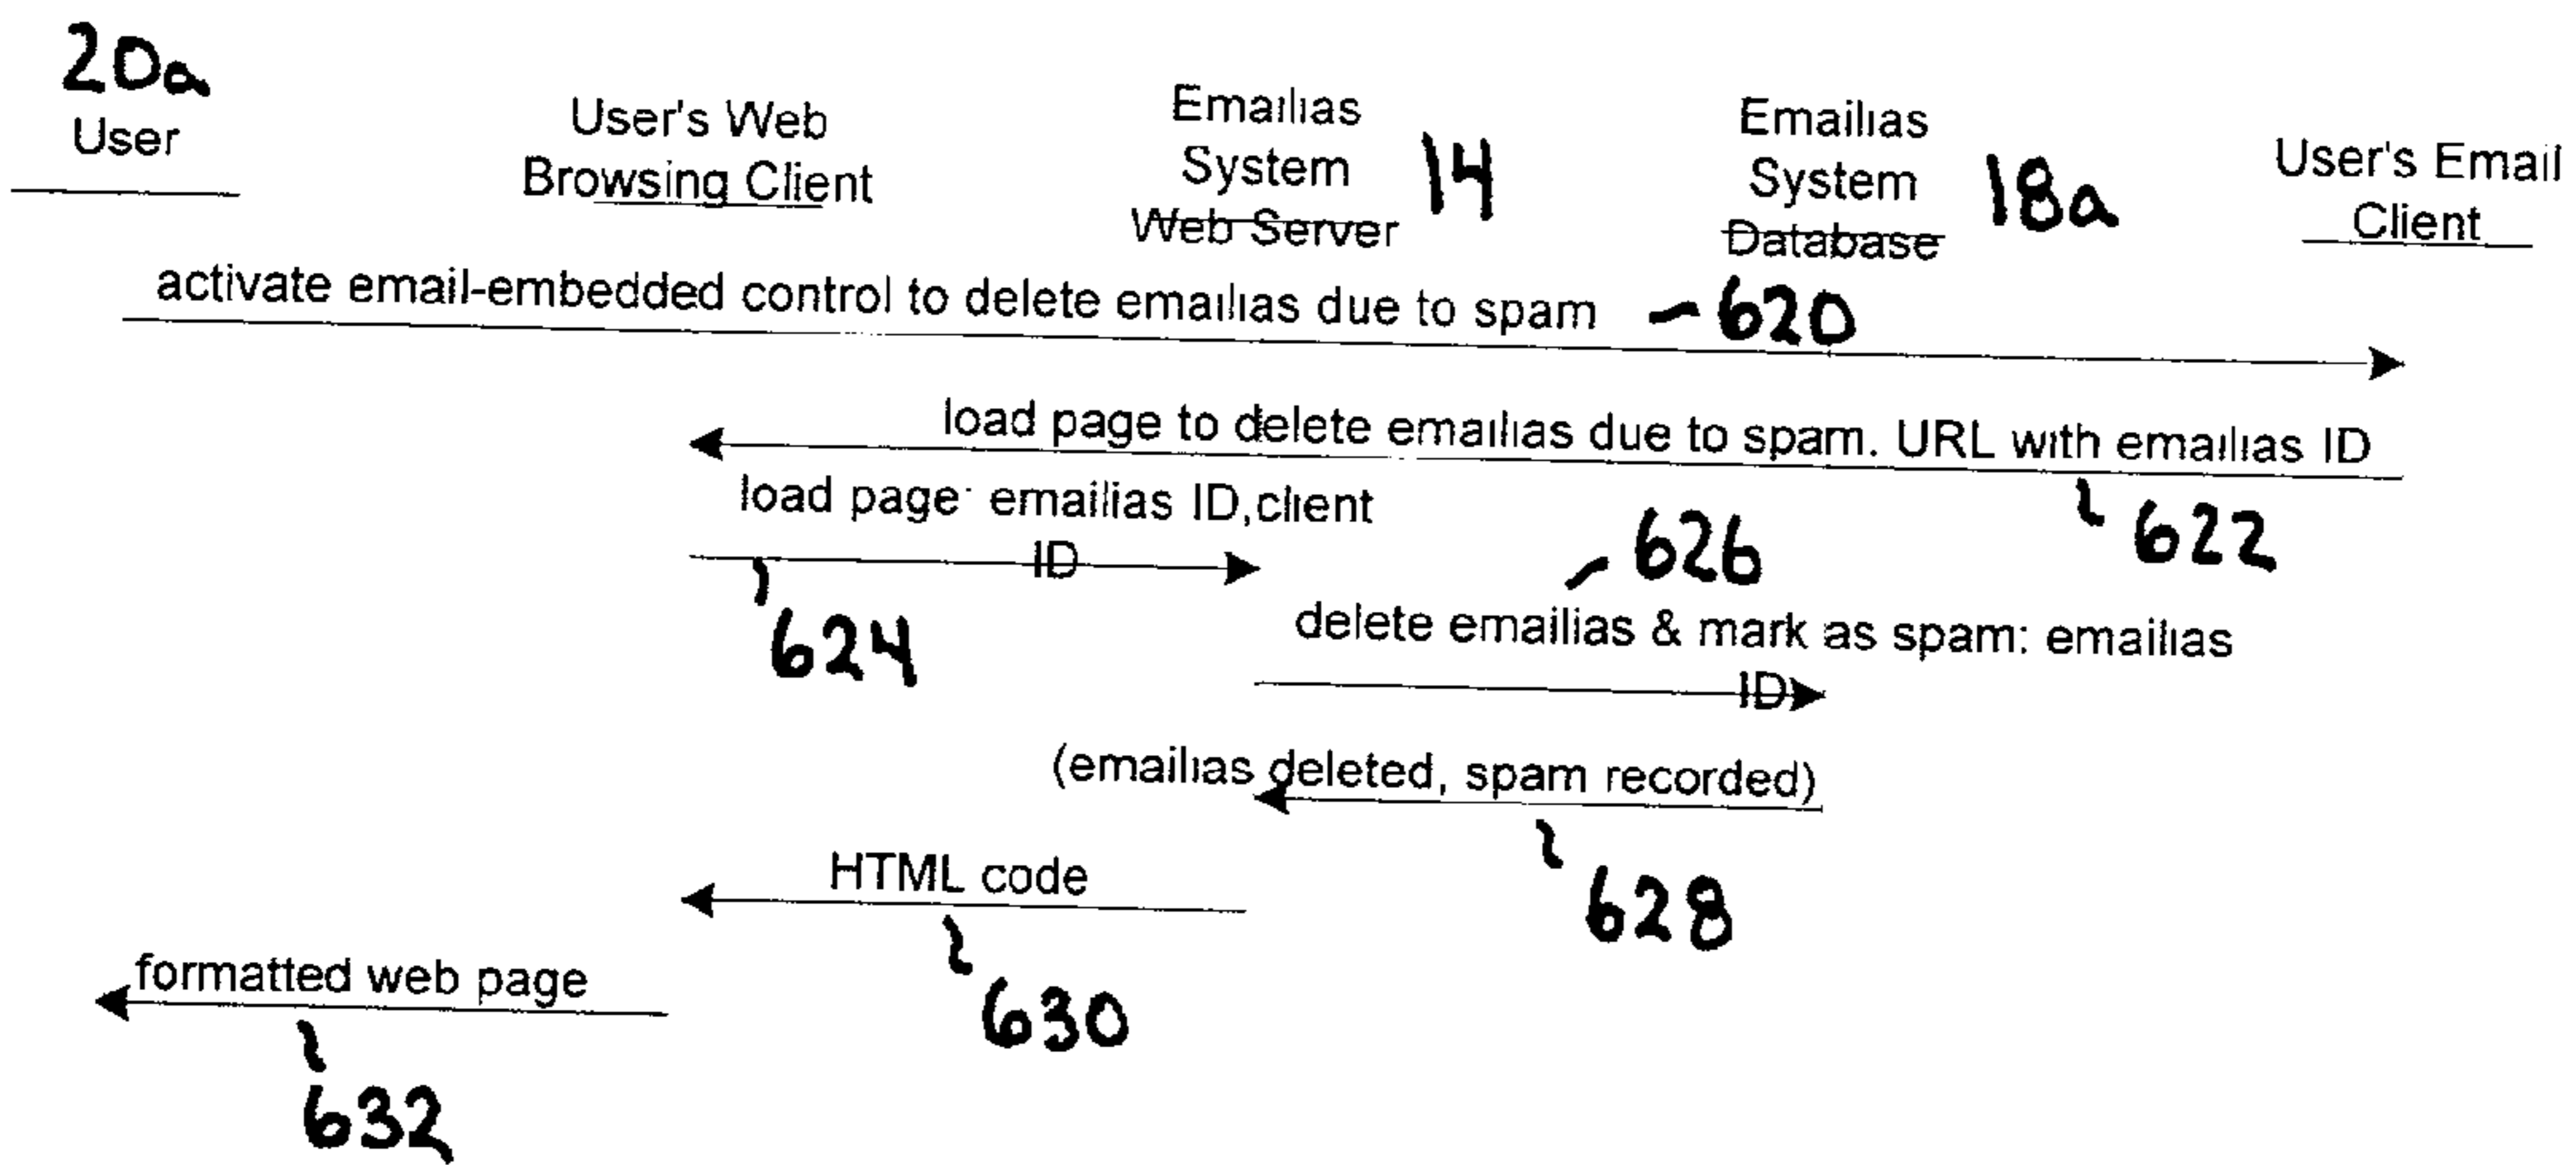 20a
User
User's Web
Browsing Client
Emailias
System
Web Server
14
Emailias
System
Database
18a
User's Email
Client
activate email-embedded control to delete emailias due to spam
620
load page to delete emailias due to spam. URL with emailias ID
622
load page: emailias ID,client
ID
624
626
delete emailias & mark as spam: emailias
ID
(emailias deleted, spam recorded)
628
HTML code
630
formatted web page
632